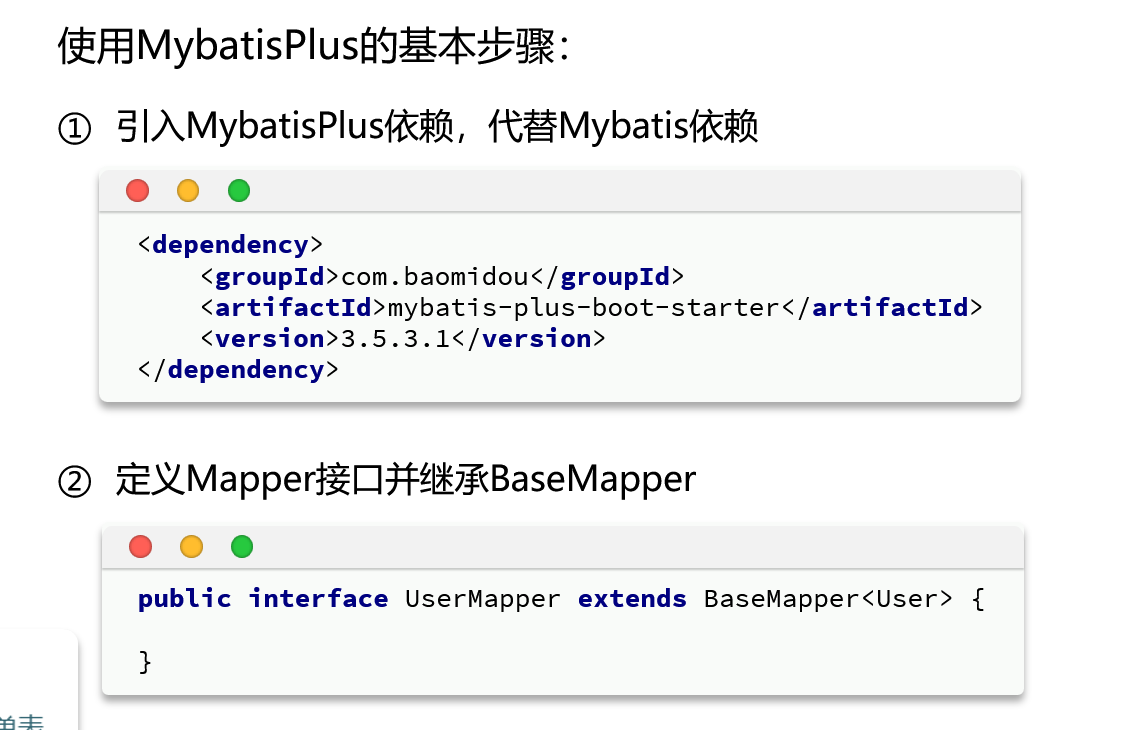 使用MybatisPlus的基本步骤：
① 引入MybatisPlus依赖，代替Mybatis依赖
<dependency>
    <groupId>com.baomidou</groupId>
    <artifactId>mybatis-plus-boot-starter</artifactId>
    <version>3.5.3.1</version>
</dependency>
② 定义Mapper接口并继承BaseMapper
public interface UserMapper extends BaseMapper<User> {
}